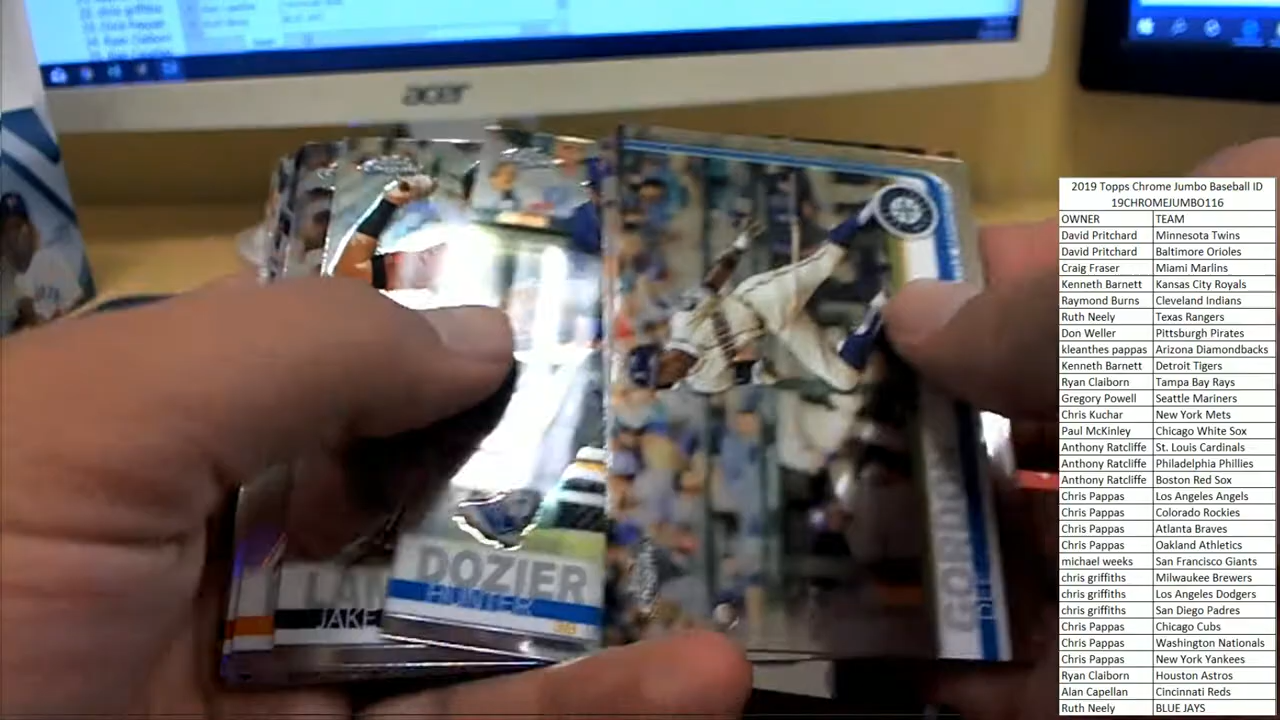 acer
DOZIER
HUNTER
JAKE
GORDON
DEE
2019 Topps Chrome Jumbo Baseball ID
19CHROMEJUMBO116
OWNER TEAM
David Pritchard Minnesota Twins
David Pritchard Baltimore Orioles
Craig Fraser Miami Marlins
Kenneth Barnett Kansas City Royals
Raymond Burns Cleveland Indians
Ruth Neely Texas Rangers
Don Weller Pittsburgh Pirates
kleanthes pappas Arizona Diamondbacks
Kenneth Barnett Detroit Tigers
Ryan Claiborn Tampa Bay Rays
Gregory Powell Seattle Mariners
Chris Kuchar New York Mets
Paul McKinley Chicago White Sox
Anthony Ratcliffe St. Louis Cardinals
Anthony Ratcliffe Philadelphia Phillies
Anthony Ratcliffe Boston Red Sox
Chris Pappas Los Angeles Angels
Chris Pappas Colorado Rockies
Chris Pappas Atlanta Braves
Chris Pappas Oakland Athletics
michael weeks San Francisco Giants
chris griffiths Milwaukee Brewers
chris griffiths Los Angeles Dodgers
chris griffiths San Diego Padres
Chris Pappas Chicago Cubs
Chris Pappas Washington Nationals
Chris Pappas New York Yankees
Ryan Claiborn Houston Astros
Alan Capellan Cincinnati Reds
Ruth Neely BLUE JAYS